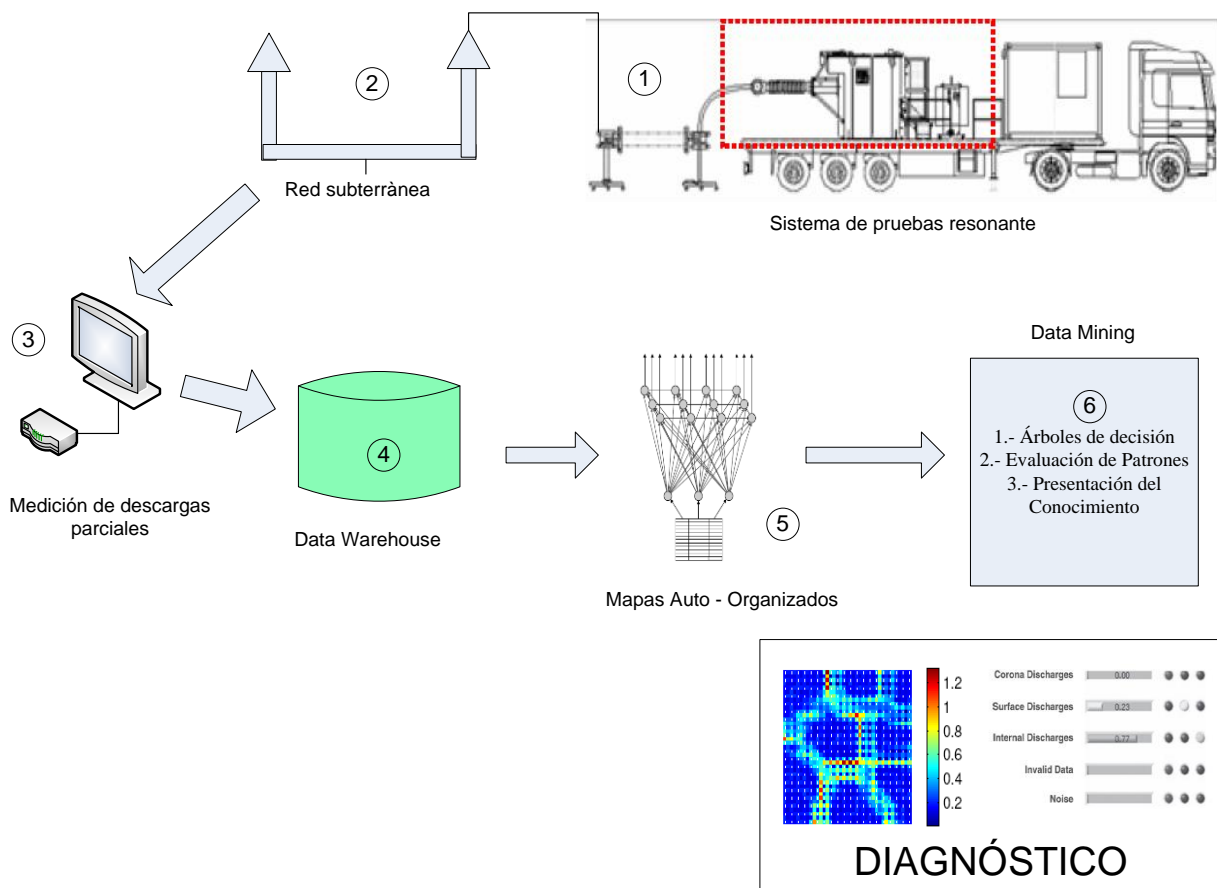 2
1
Red subterrànea
Sistema de pruebas resonante
3
Medición de descargas
parciales
4
Data Warehouse
5
Mapas Auto - Organizados
Data Mining
6
1.- Árboles de decisión
2.- Evaluación de Patrones
3.- Presentación del
Conocimiento
1.2
1
0.8
0.6
0.4
0.2
Corona Discharges 0.00
Surface Discharges 0.23
Internal Discharges 0.77
Invalid Data
Noise
DIAGNÓSTICO